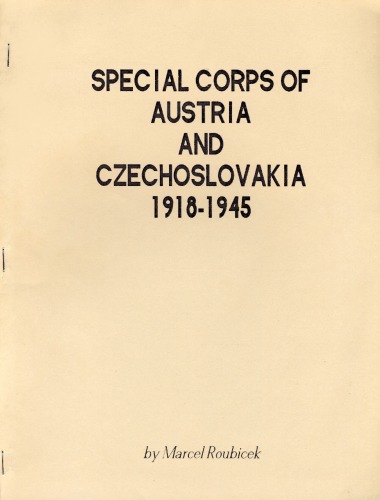 SPECIAL CORPS OF
AUSTRIA
AND
CZECHOSLOVAKIA
1918-1945
by Marcel Roubicek